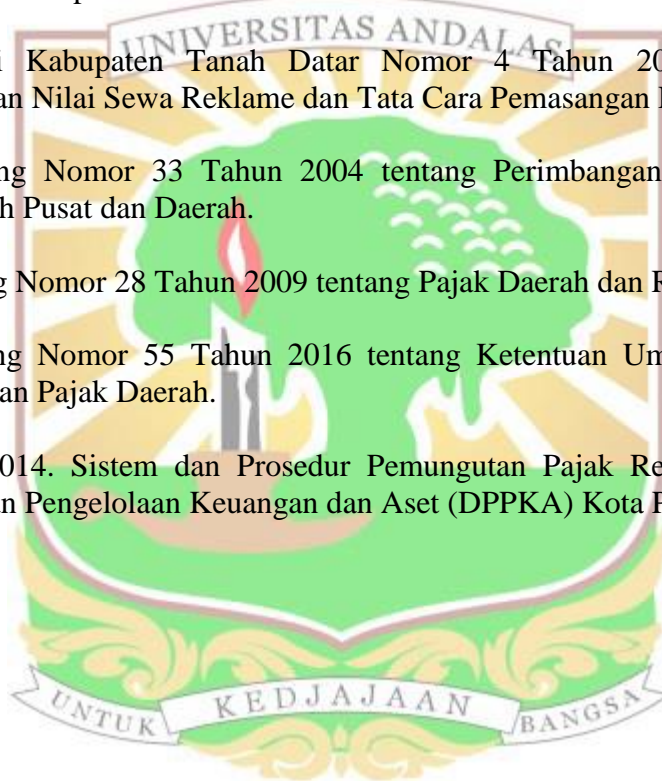 UNIVERSITAS ANDALAS
Kabupaten Tanah Datar Nomor 4 Tahun 20
an Nilai Sewa Reklame dan Tata Cara Pemasangan
ng Nomor 33 Tahun 2004 tentang Perimbangan
h Pusat dan Daerah.
g Nomor 28 Tahun 2009 tentang Pajak Daerah dan
ng Nomor 55 Tahun 2016 tentang Ketentuan Um
an Pajak Daerah.
014. Sistem dan Prosedur Pemungutan Pajak Re
an Pengelolaan Keuangan dan Aset (DPPKA) Kota
UNTUK KEDJAJAAN BANGSA